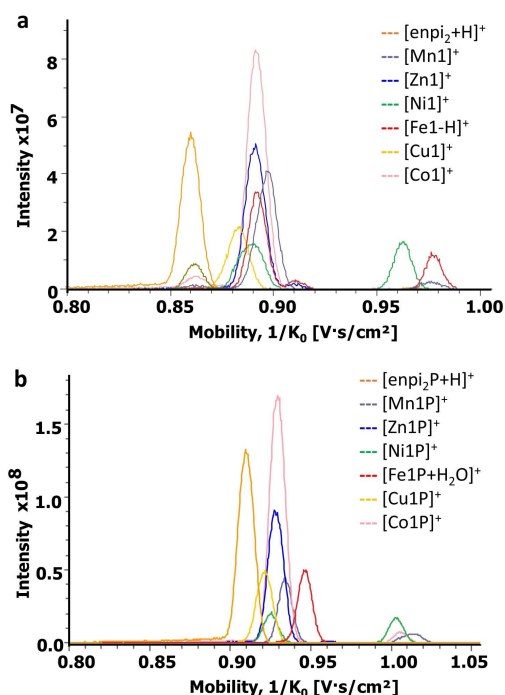 a
8
6
4
2
0
Intensity x10⁷
[enpi₂+H]⁺
[Mn1]⁺
[Zn1]⁺
[Ni1]⁺
[Fe1-H]⁺
[Cu1]⁺
[Co1]⁺
0.80 0.85 0.90 0.95 1.00
Mobility, 1/K₀ [V·s/cm²]
b
1.5
1.0
0.5
0.0
Intensity x10⁸
[enpi₂P+H]⁺
[Mn1P]⁺
[Zn1P]⁺
[Ni1P]⁺
[Fe1P+H₂O]⁺
[Cu1P]⁺
[Co1P]⁺
0.80 0.85 0.90 0.95 1.00 1.05
Mobility, 1/K₀ [V·s/cm²]